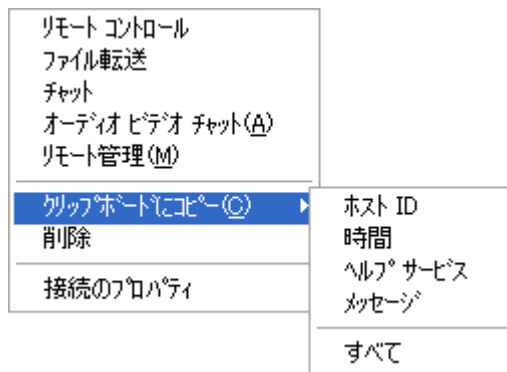 リモート コントロール
ファイル転送
チャット
オーディオ ビデオ チャット(A)
リモート管理(M)
クリップボードにコピー(C)
削除
接続のプロパティ
ホスト ID
時間
ヘルプ サービス
メッセージ
すべて